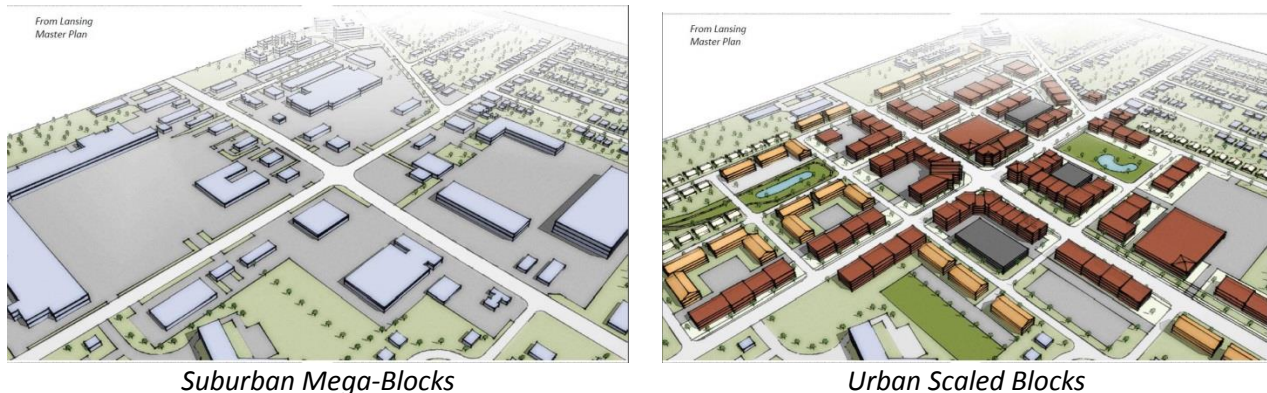 From Lansing
Master Plan
From Lansing
Master Plan
Suburban Mega-Blocks
Urban Scaled Blocks